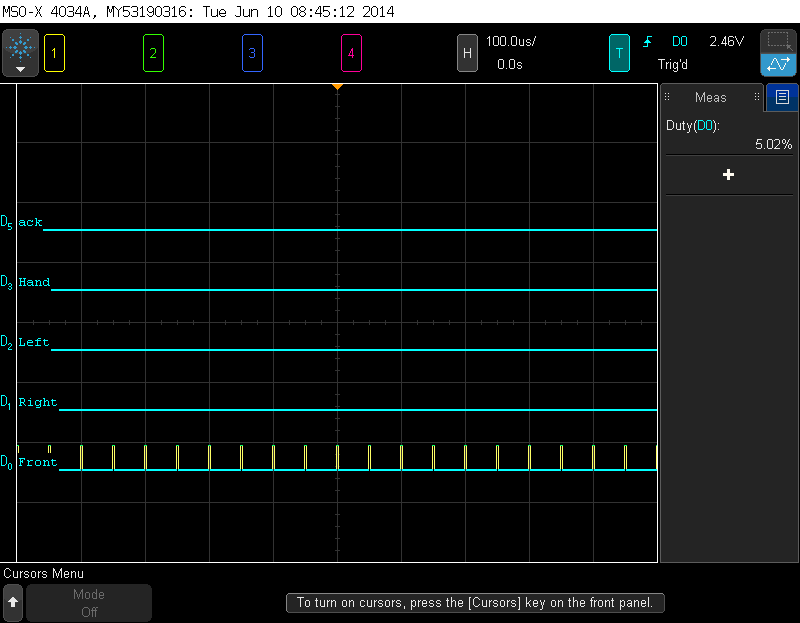 MSO-X 4034A, MY53190316: Tue Jun 10 08:45:12 2014
1 2 3 4 H 100.0us/ 0.0s T D0 2.46V Trig'd
Meas
Duty(D0):
5.02%
D5 ack
D3 Hand
D2 Left
D1 Right
D0 Front
Cursors Menu
Mode
Off
To turn on cursors, press the [Cursors] key on the front panel.